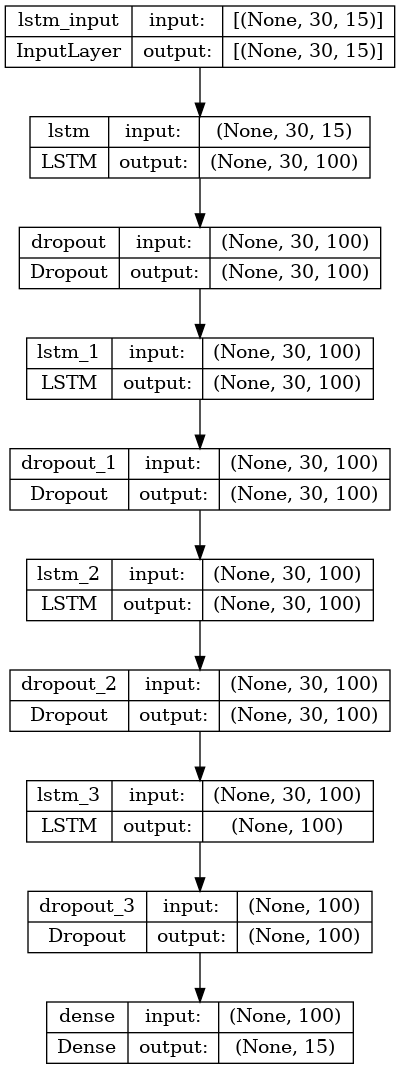 lstm_input input: [(None, 30, 15)]
InputLayer output: [(None, 30, 15)]
lstm input: (None, 30, 15)
LSTM output: (None, 30, 100)
dropout input: (None, 30, 100)
Dropout output: (None, 30, 100)
lstm_1 input: (None, 30, 100)
LSTM output: (None, 30, 100)
dropout_1 input: (None, 30, 100)
Dropout output: (None, 30, 100)
lstm_2 input: (None, 30, 100)
LSTM output: (None, 30, 100)
dropout_2 input: (None, 30, 100)
Dropout output: (None, 30, 100)
lstm_3 input: (None, 30, 100)
LSTM output: (None, 100)
dropout_3 input: (None, 100)
Dropout output: (None, 100)
dense input: (None, 100)
Dense output: (None, 15)